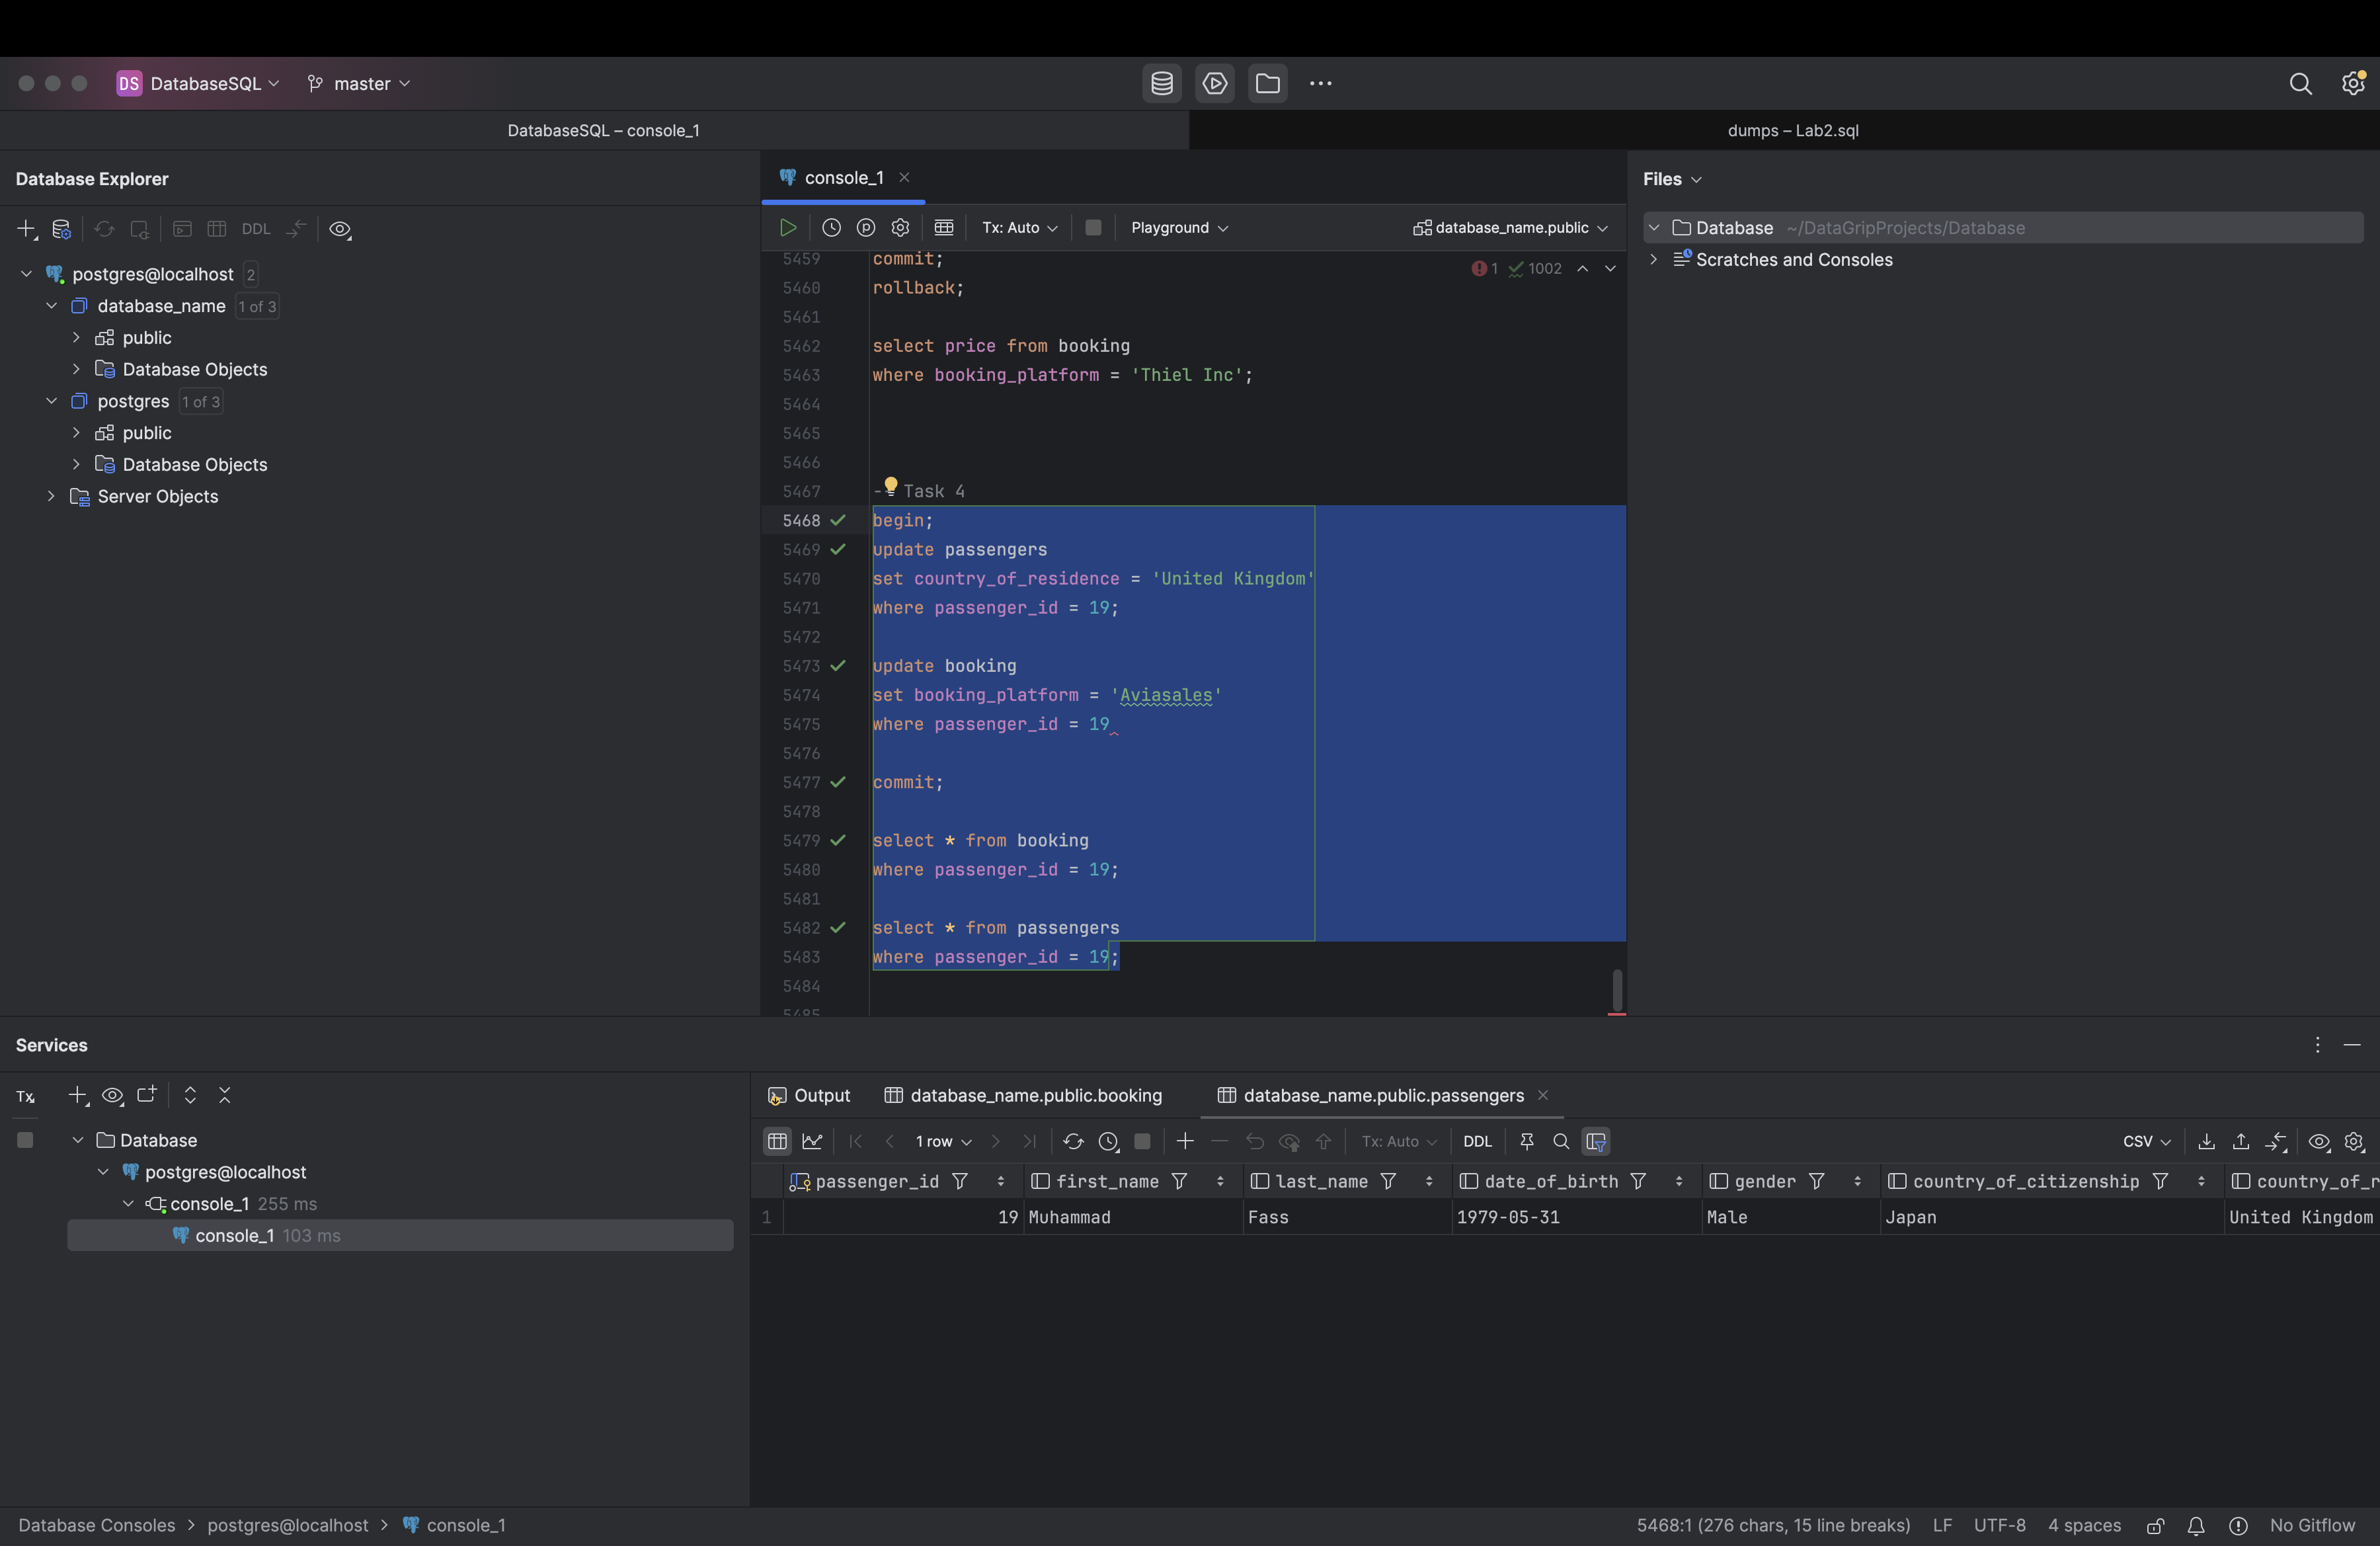 DS DatabaseSQL master
DatabaseSQL – console_1
dumps – Lab2.sql
Database Explorer
DDL
postgres@localhost 2
database_name 1 of 3
public
Database Objects
postgres 1 of 3
public
Database Objects
Server Objects
console_1
Tx: Auto Playground database_name.public
1 1002
5459 commit;
5460 rollback;
5461
5462 select price from booking
5463 where booking_platform = 'Thiel Inc';
5464
5465
5466
5467 -- Task 4
5468 begin;
5469 update passengers
5470 set country_of_residence = 'United Kingdom'
5471 where passenger_id = 19;
5472
5473 update booking
5474 set booking_platform = 'Aviasales'
5475 where passenger_id = 19
5476
5477 commit;
5478
5479 select * from booking
5480 where passenger_id = 19;
5481
5482 select * from passengers
5483 where passenger_id = 19;
5484
5485
Files
Database ~/DataGripProjects/Database
Scratches and Consoles
Services
Tx
Database
postgres@localhost
console_1 255 ms
console_1 103 ms
Output database_name.public.booking database_name.public.passengers
1 row Tx: Auto DDL CSV
passenger_id first_name last_name date_of_birth gender country_of_citizenship country_of_r
1 19 Muhammad Fass 1979-05-31 Male Japan United Kingdom
Database Consoles > postgres@localhost > console_1
5468:1 (276 chars, 15 line breaks) LF UTF-8 4 spaces No Gitflow